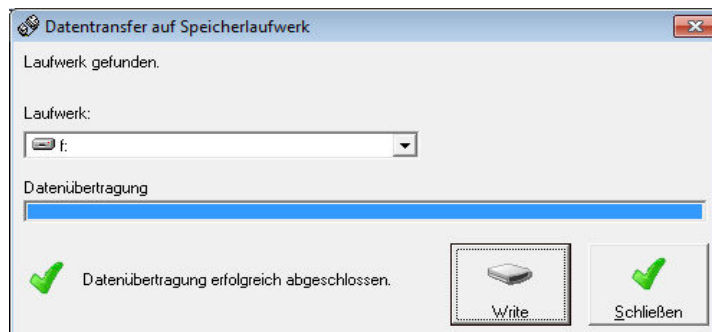 Datentransfer auf Speicherlaufwerk
Laufwerk gefunden.
Laufwerk:
f:
Datenübertragung
Datenübertragung erfolgreich abgeschlossen.
Write
Schließen